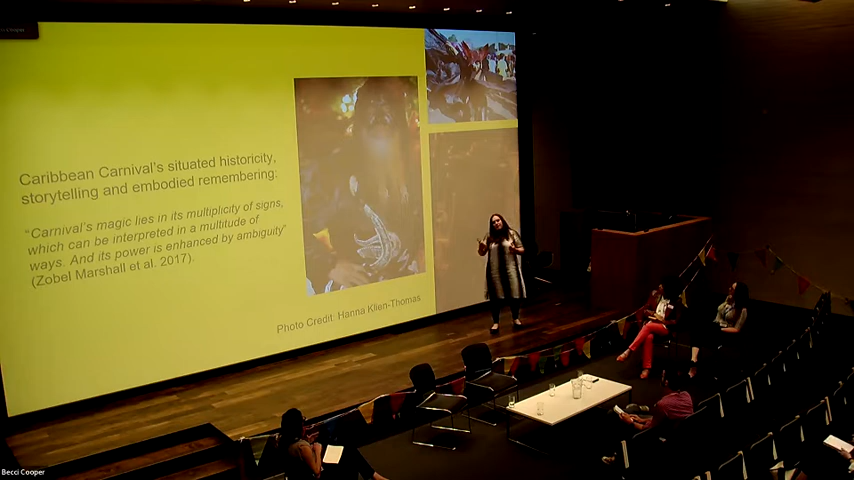 Caribbean Carnival's situated historicity,
storytelling and embodied remembering:
"Carnival's magic lies in its multiplicity of signs,
which can be interpreted in a multitude of
ways. And its power is enhanced by ambiguity"
(Zobel Marshall et al. 2017).
Photo Credit: Hanna Klien-Thomas
Becci Cooper